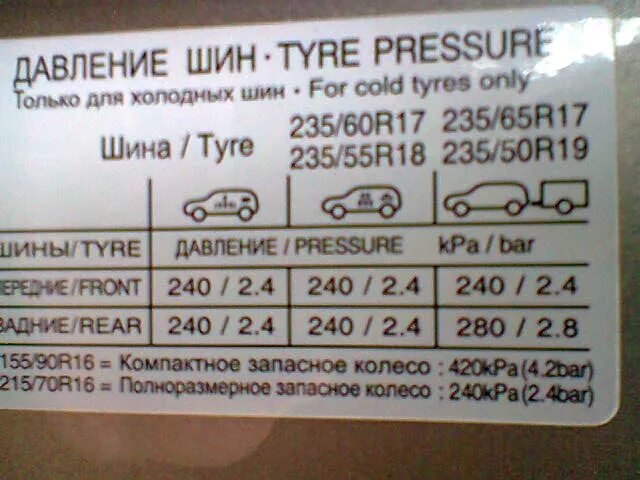 ДАВЛЕНИЕ ШИН · TYRE PRESSURE
Только для холодных шин · For cold tyres only
Шина / Tyre 235/60R17 235/65R17
235/55R18 235/50R19
ШИНЫ/TYRE ДАВЛЕНИЕ / PRESSURE kPa / bar
ПЕРЕДНИЕ/FRONT 240 / 2.4 240 / 2.4 240 / 2.4
ЗАДНИЕ/REAR 240 / 2.4 240 / 2.4 280 / 2.8
155/90R16 = Компактное запасное колесо : 420kPa(4.2bar)
215/70R16 = Полноразмерное запасное колесо : 240kPa(2.4bar)